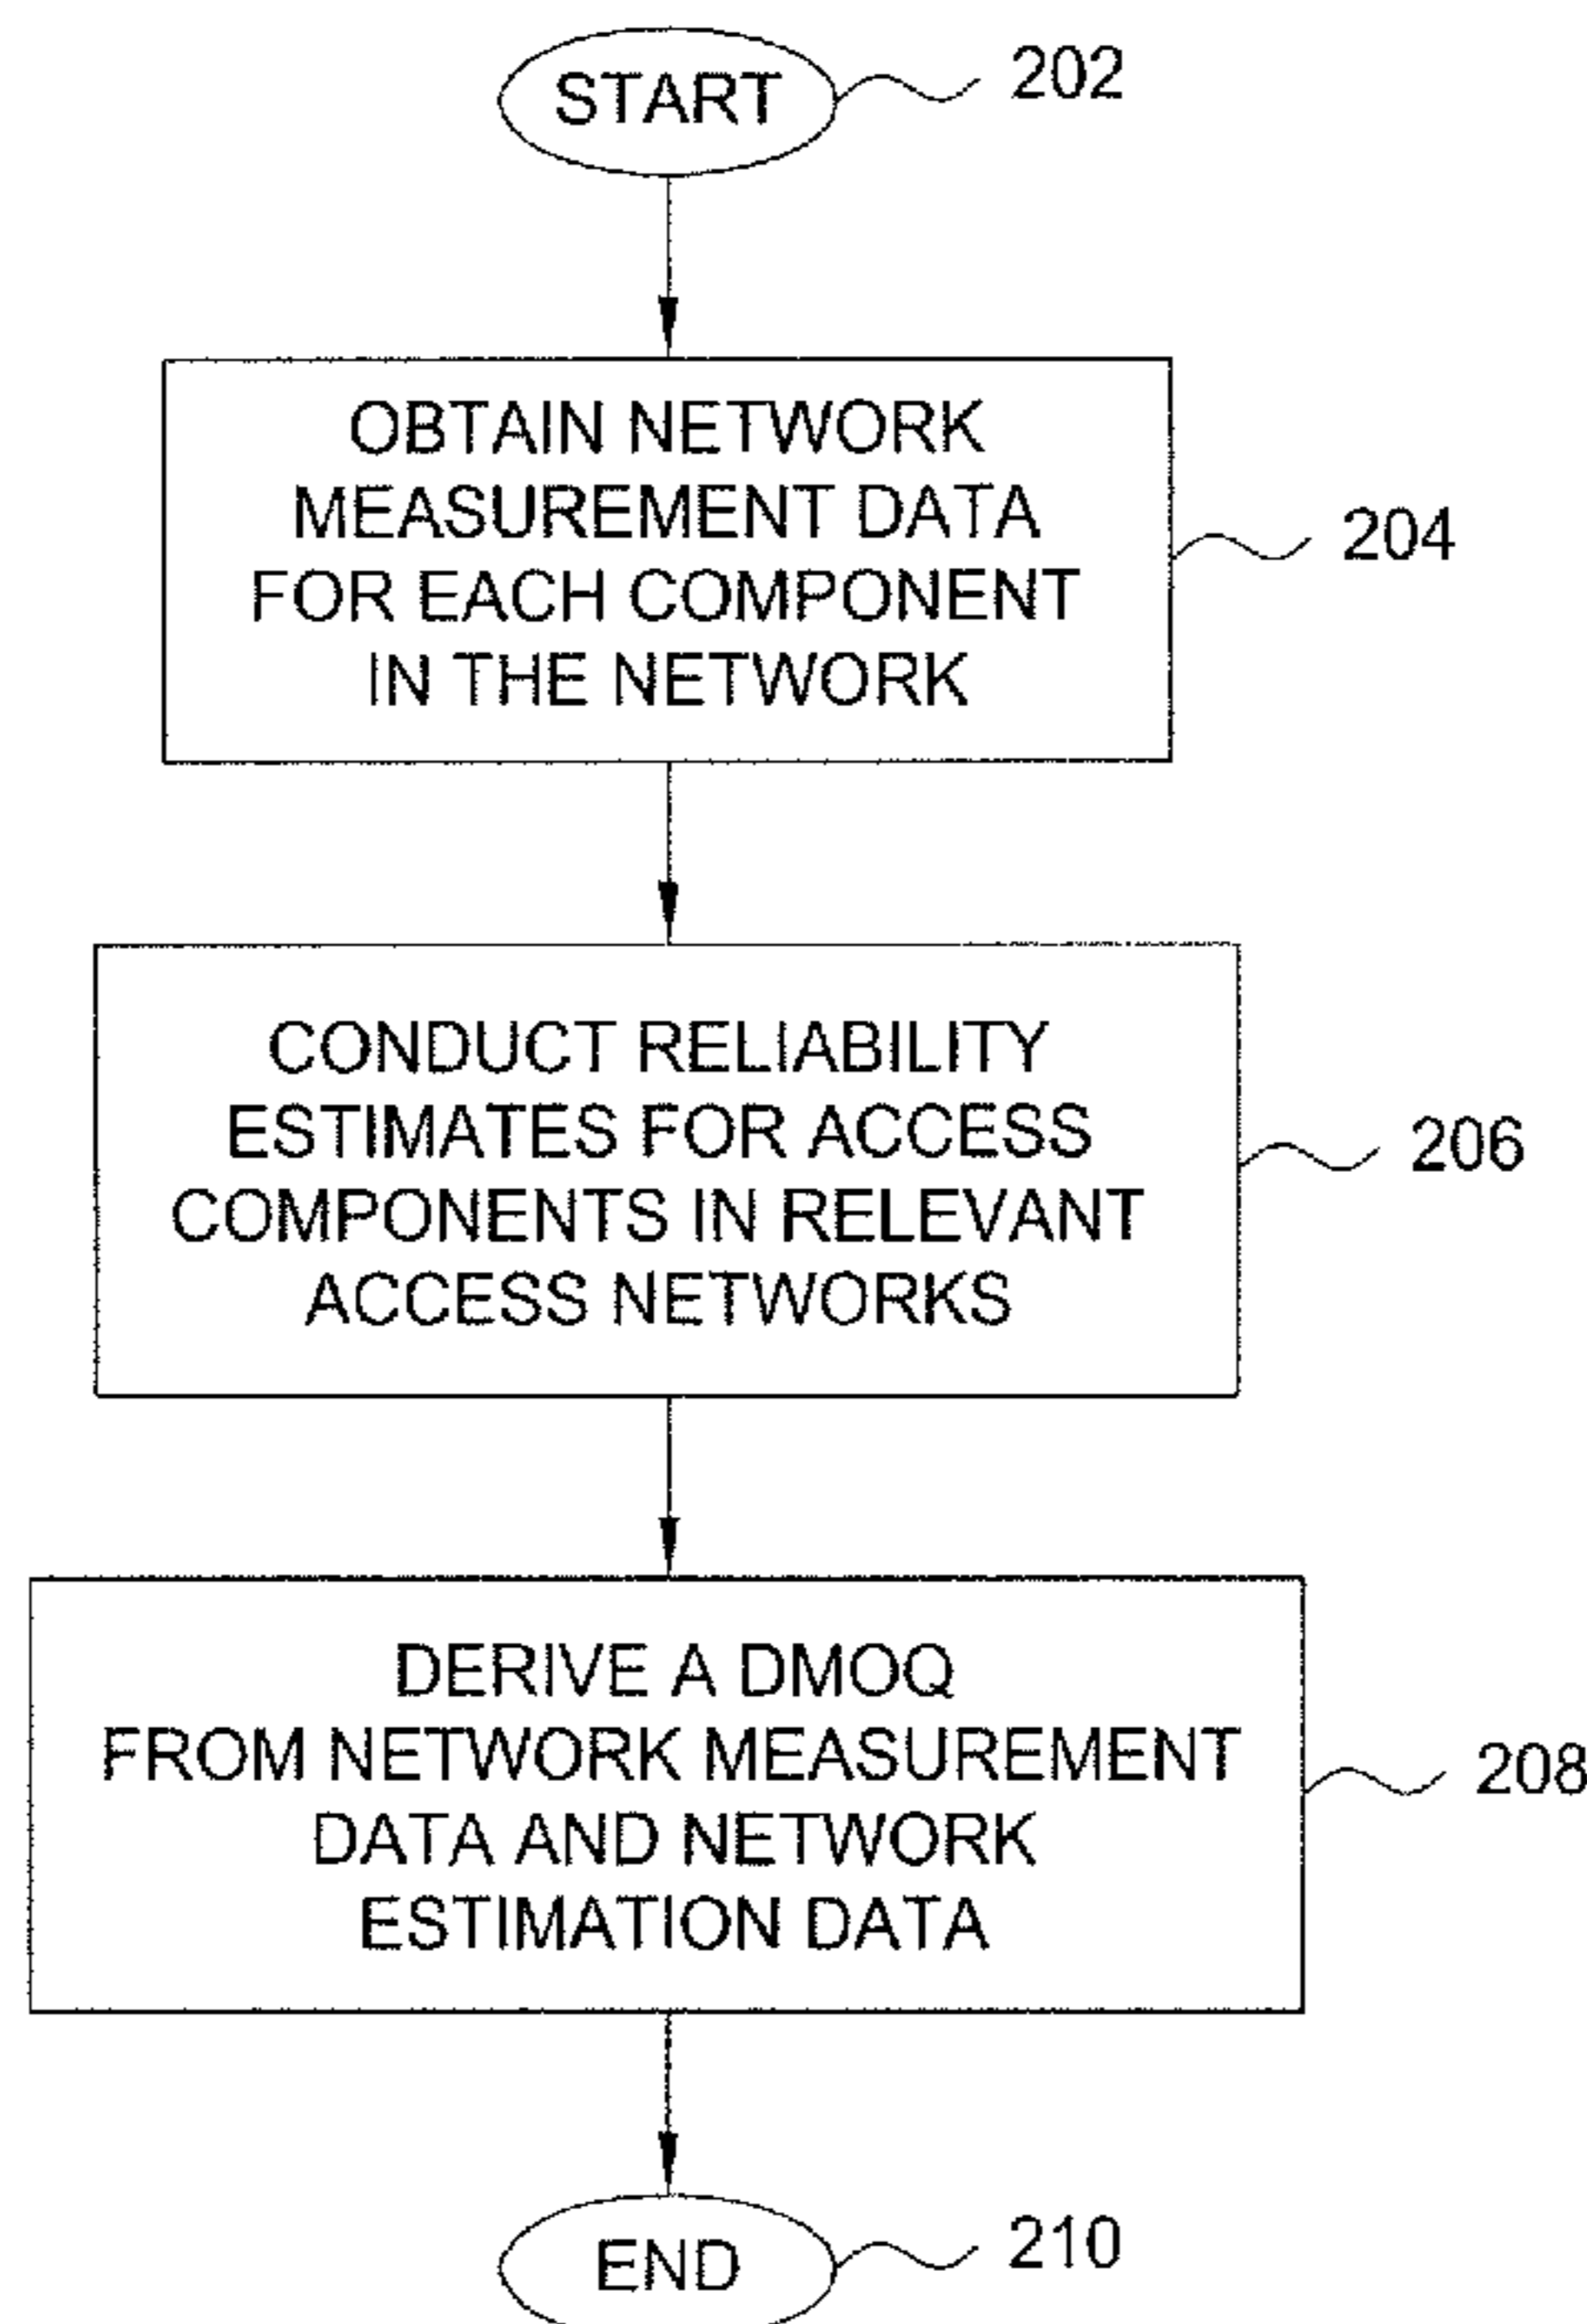 START
202
OBTAIN NETWORK
MEASUREMENT DATA
FOR EACH COMPONENT
IN THE NETWORK
204
CONDUCT RELIABILITY
ESTIMATES FOR ACCESS
COMPONENTS IN RELEVANT
ACCESS NETWORKS
206
DERIVE A DMOQ
FROM NETWORK MEASUREMENT
DATA AND NETWORK
ESTIMATION DATA
208
END
210